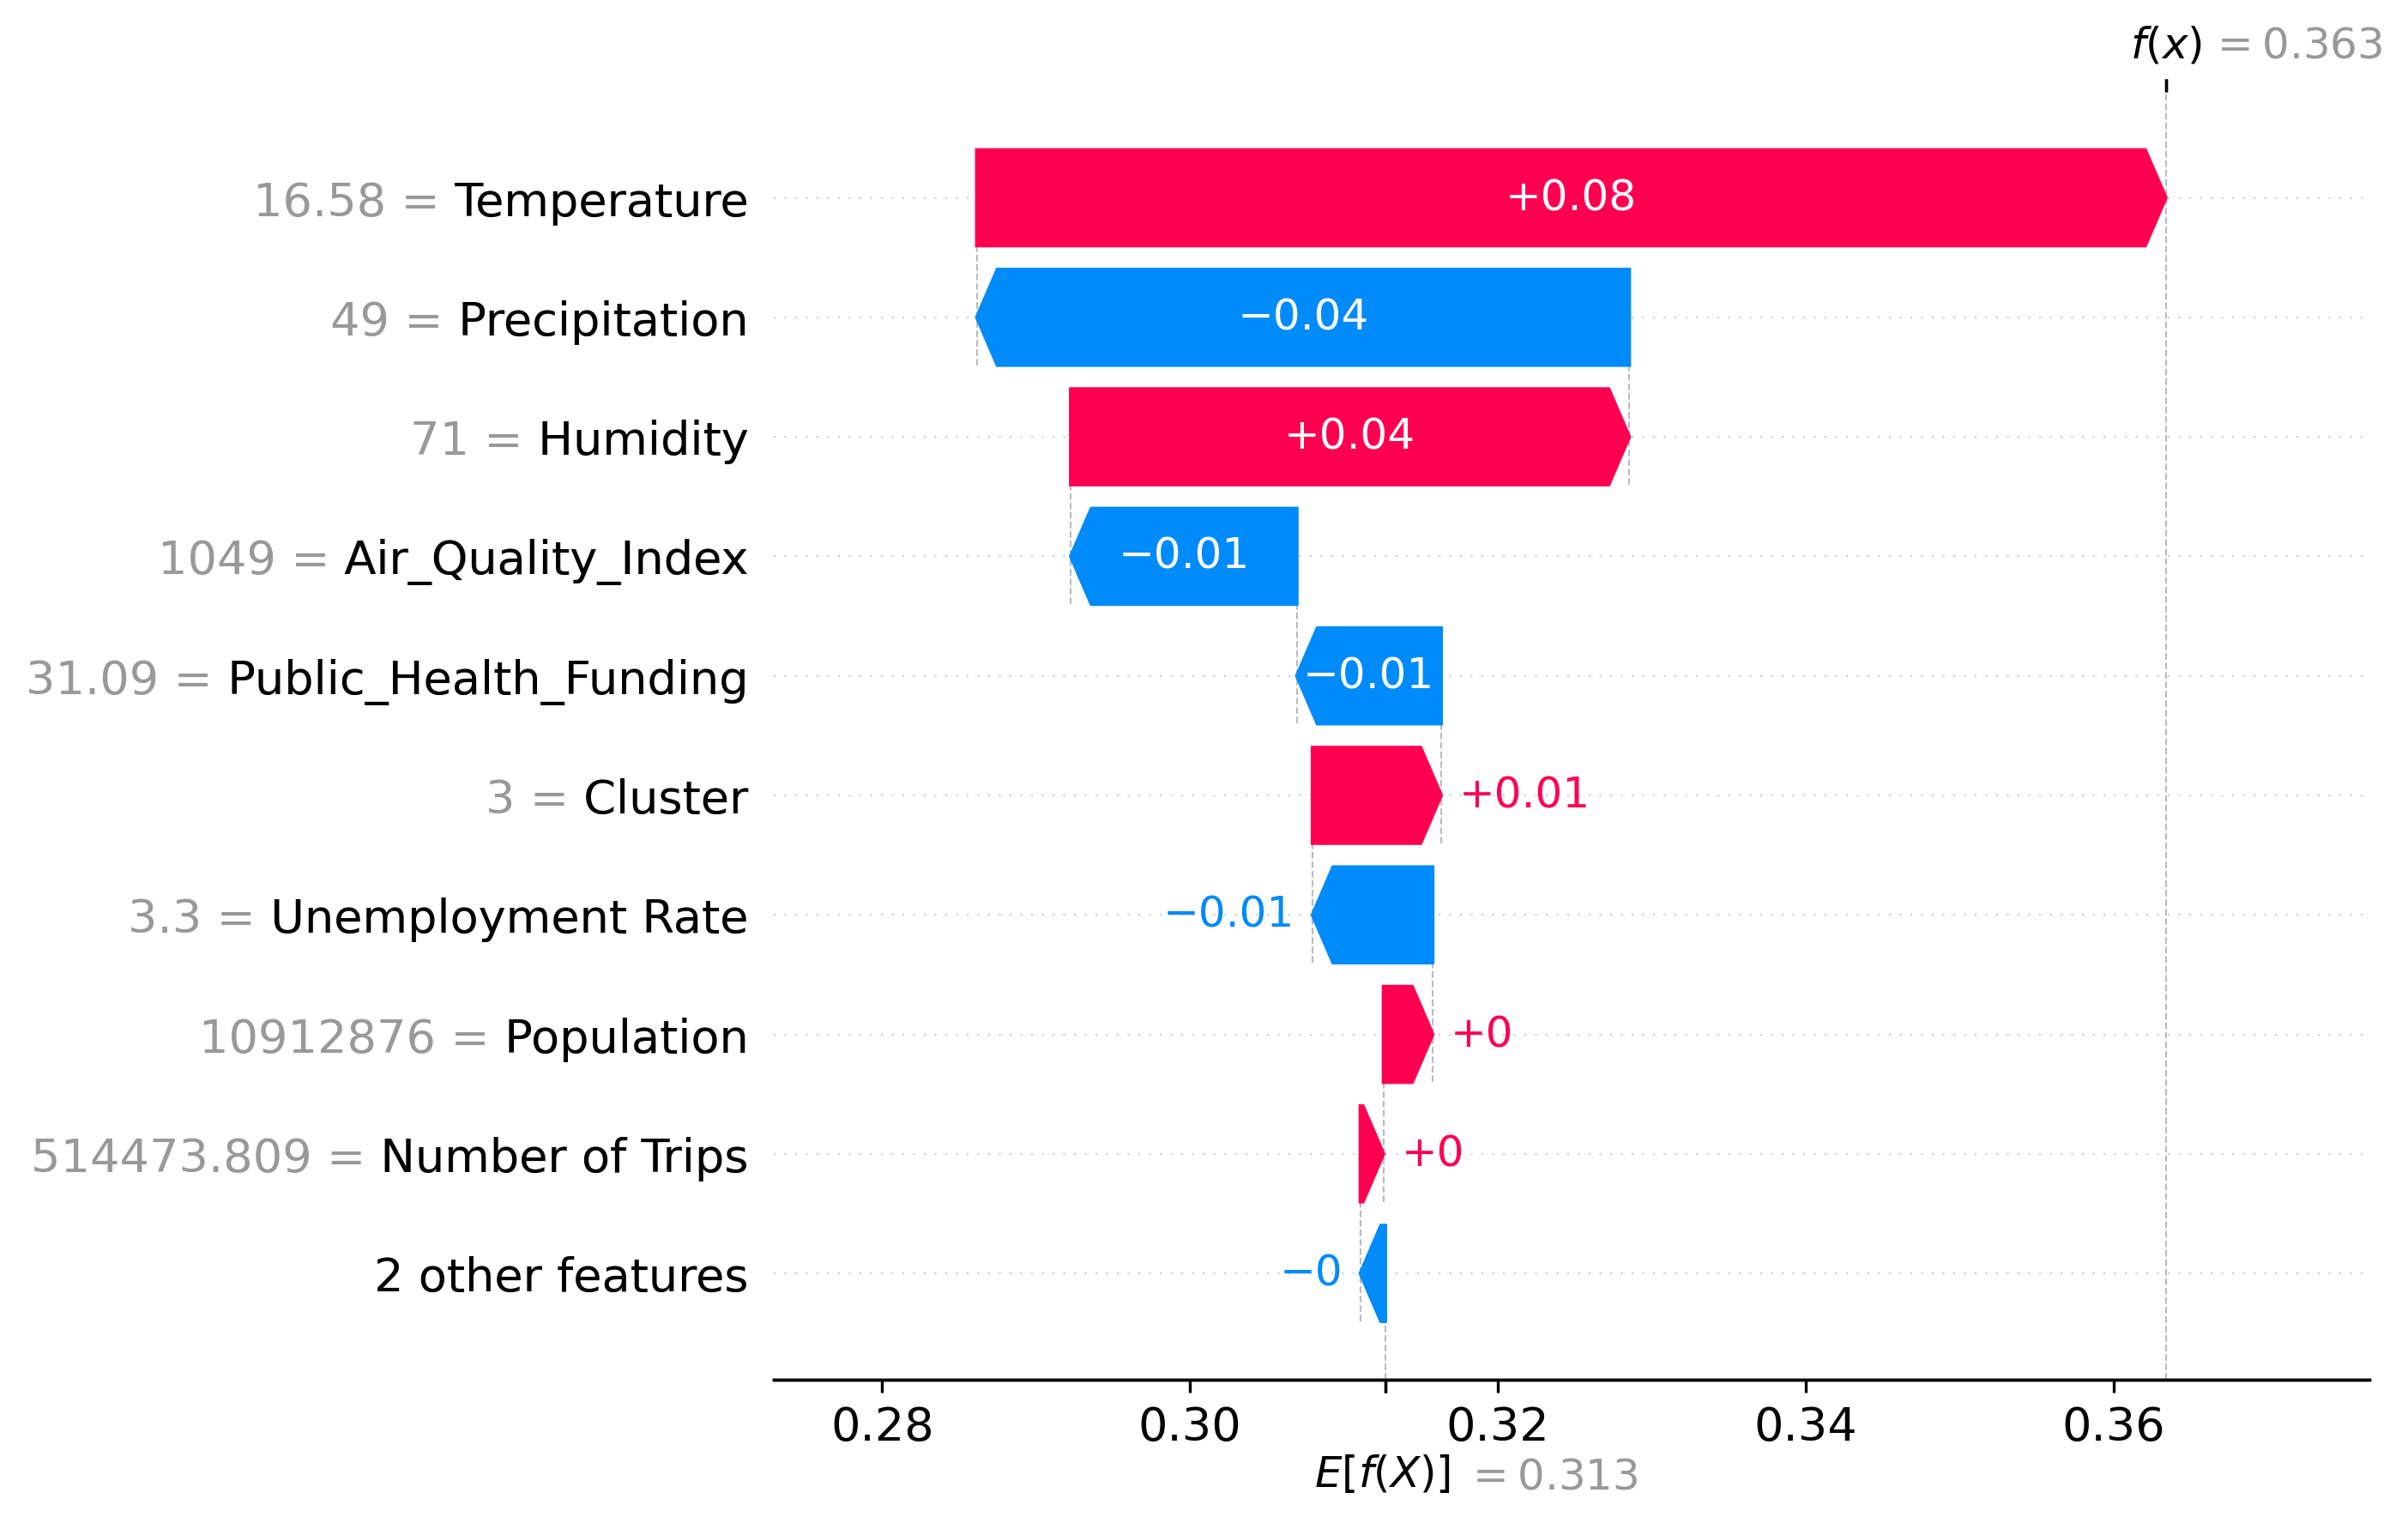 f(x) = 0.363
16.58 = Temperature +0.08
49 = Precipitation −0.04
71 = Humidity +0.04
1049 = Air_Quality_Index −0.01
31.09 = Public_Health_Funding −0.01
3 = Cluster +0.01
3.3 = Unemployment Rate −0.01
10912876 = Population +0
514473.809 = Number of Trips +0
2 other features −0
0.28 0.30 0.32 0.34 0.36
E[f(X)] = 0.313